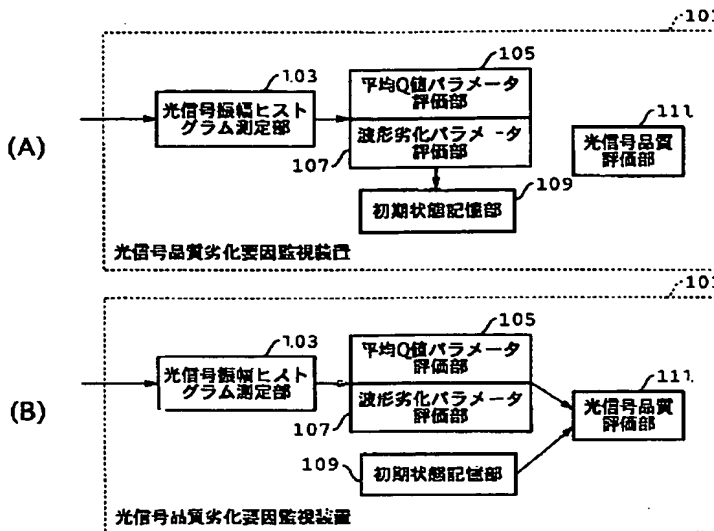 101
103
105
光信号振幅ヒスト
グラム測定部
平均Q値パラメータ
評価部
波形劣化パラメータ
評価部
107
111
光信号品質
評価部
(A)
109
初期状態記憶部
光信号品質劣化要因監視装置
101
103
105
光信号振幅ヒスト
グラム測定部
平均Q値パラメータ
評価部
波形劣化パラメータ
評価部
107
111
光信号品質
評価部
(B)
109
初期状態記憶部
光信号品質劣化要因監視装置